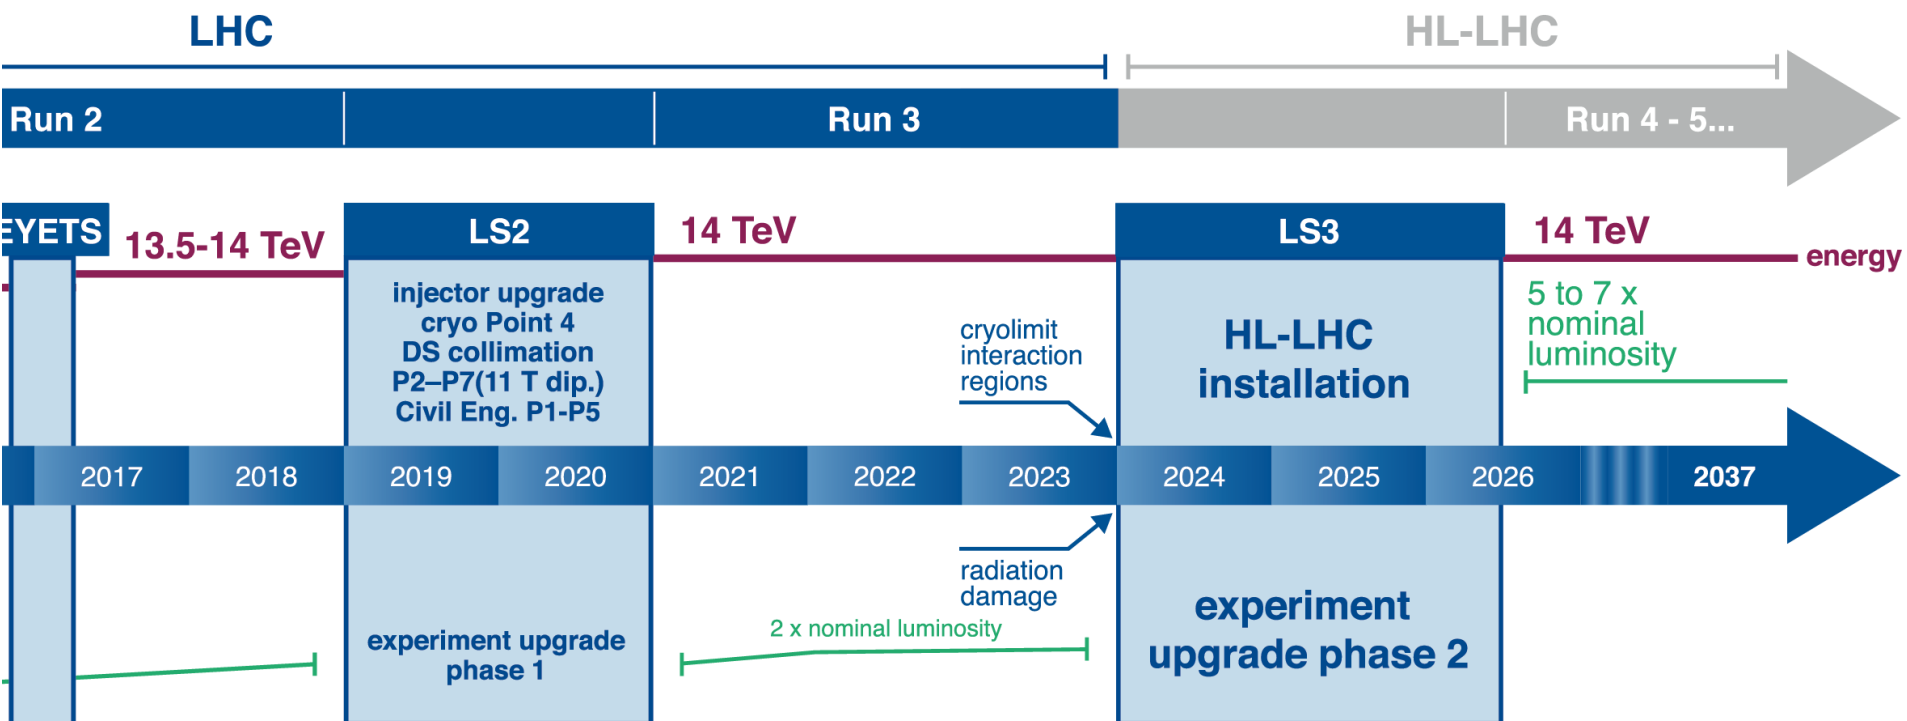 LHC
HL-LHC
Run 2
Run 3
Run 4 - 5...
EYETS
13.5-14 TeV
LS2
14 TeV
LS3
14 TeV
energy
injector upgrade
cryo Point 4
DS collimation
P2–P7(11 T dip.)
Civil Eng. P1-P5
cryolimit
interaction
regions
HL-LHC
installation
5 to 7 x
nominal
luminosity
2017
2018
2019
2020
2021
2022
2023
2024
2025
2026
2037
radiation
damage
experiment upgrade
phase 1
2 x nominal luminosity
experiment
upgrade phase 2